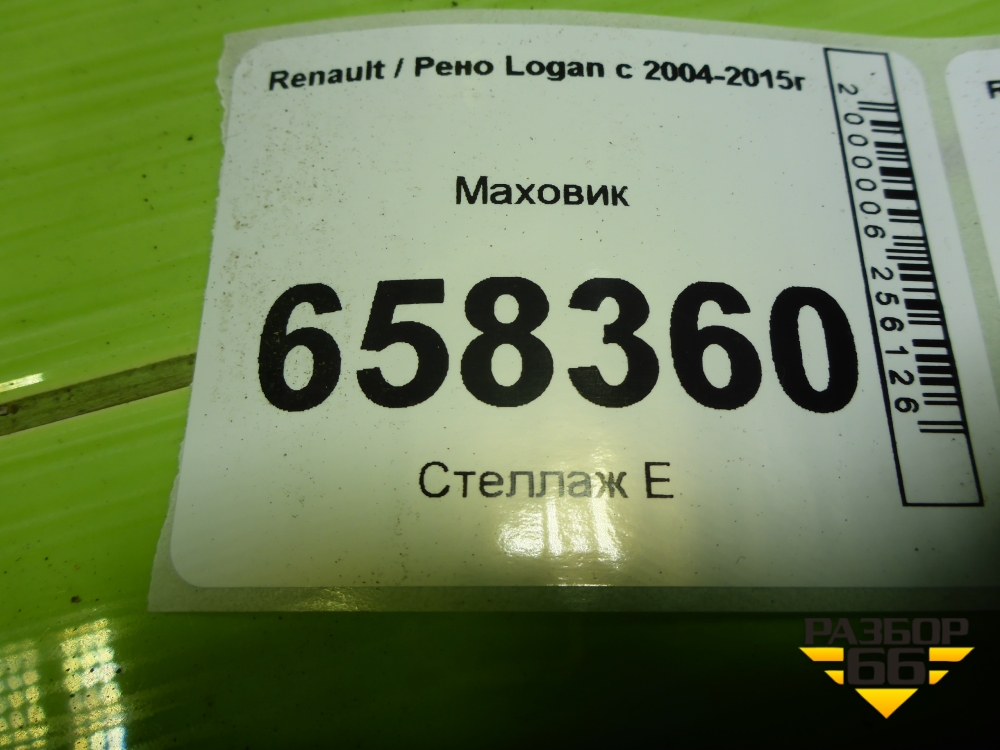 Renault / Рено Logan с 2004-2015г
Маховик
658360
Стеллаж Е
2000006256126
РАЗБОР
66